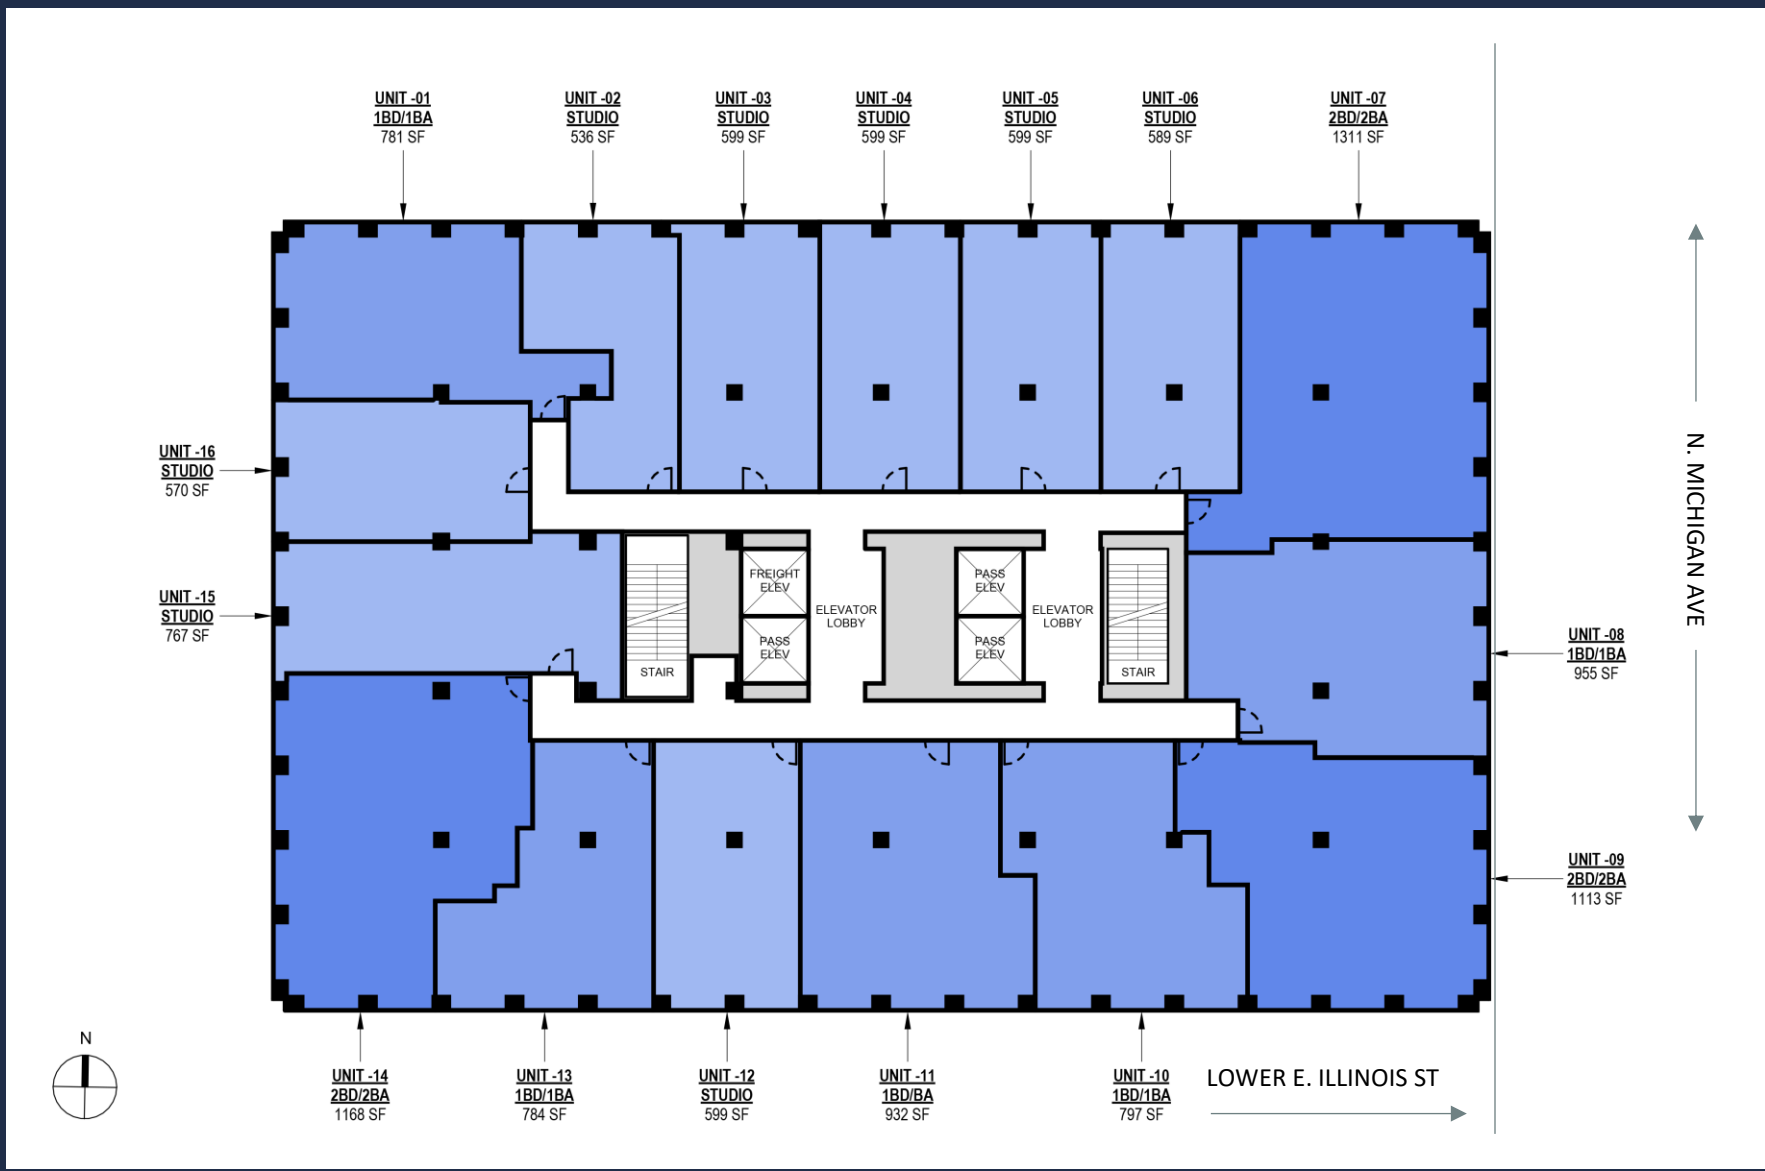 UNIT -01
1BD/1BA
781 SF
UNIT -02
STUDIO
536 SF
UNIT -03
STUDIO
599 SF
UNIT -04
STUDIO
599 SF
UNIT -05
STUDIO
599 SF
UNIT -06
STUDIO
589 SF
UNIT -07
2BD/2BA
1311 SF
UNIT -16
STUDIO
570 SF
UNIT -15
STUDIO
767 SF
STAIR
FREIGHT
ELEV
PASS
ELEV
ELEVATOR
LOBBY
PASS
ELEV
PASS
ELEV
ELEVATOR
LOBBY
STAIR
N. MICHIGAN AVE
UNIT -08
1BD/1BA
955 SF
UNIT -09
2BD/2BA
1113 SF
N
UNIT -14
2BD/2BA
1168 SF
UNIT -13
1BD/1BA
784 SF
UNIT -12
STUDIO
599 SF
UNIT -11
1BD/BA
932 SF
UNIT -10
1BD/1BA
797 SF
LOWER E. ILLINOIS ST